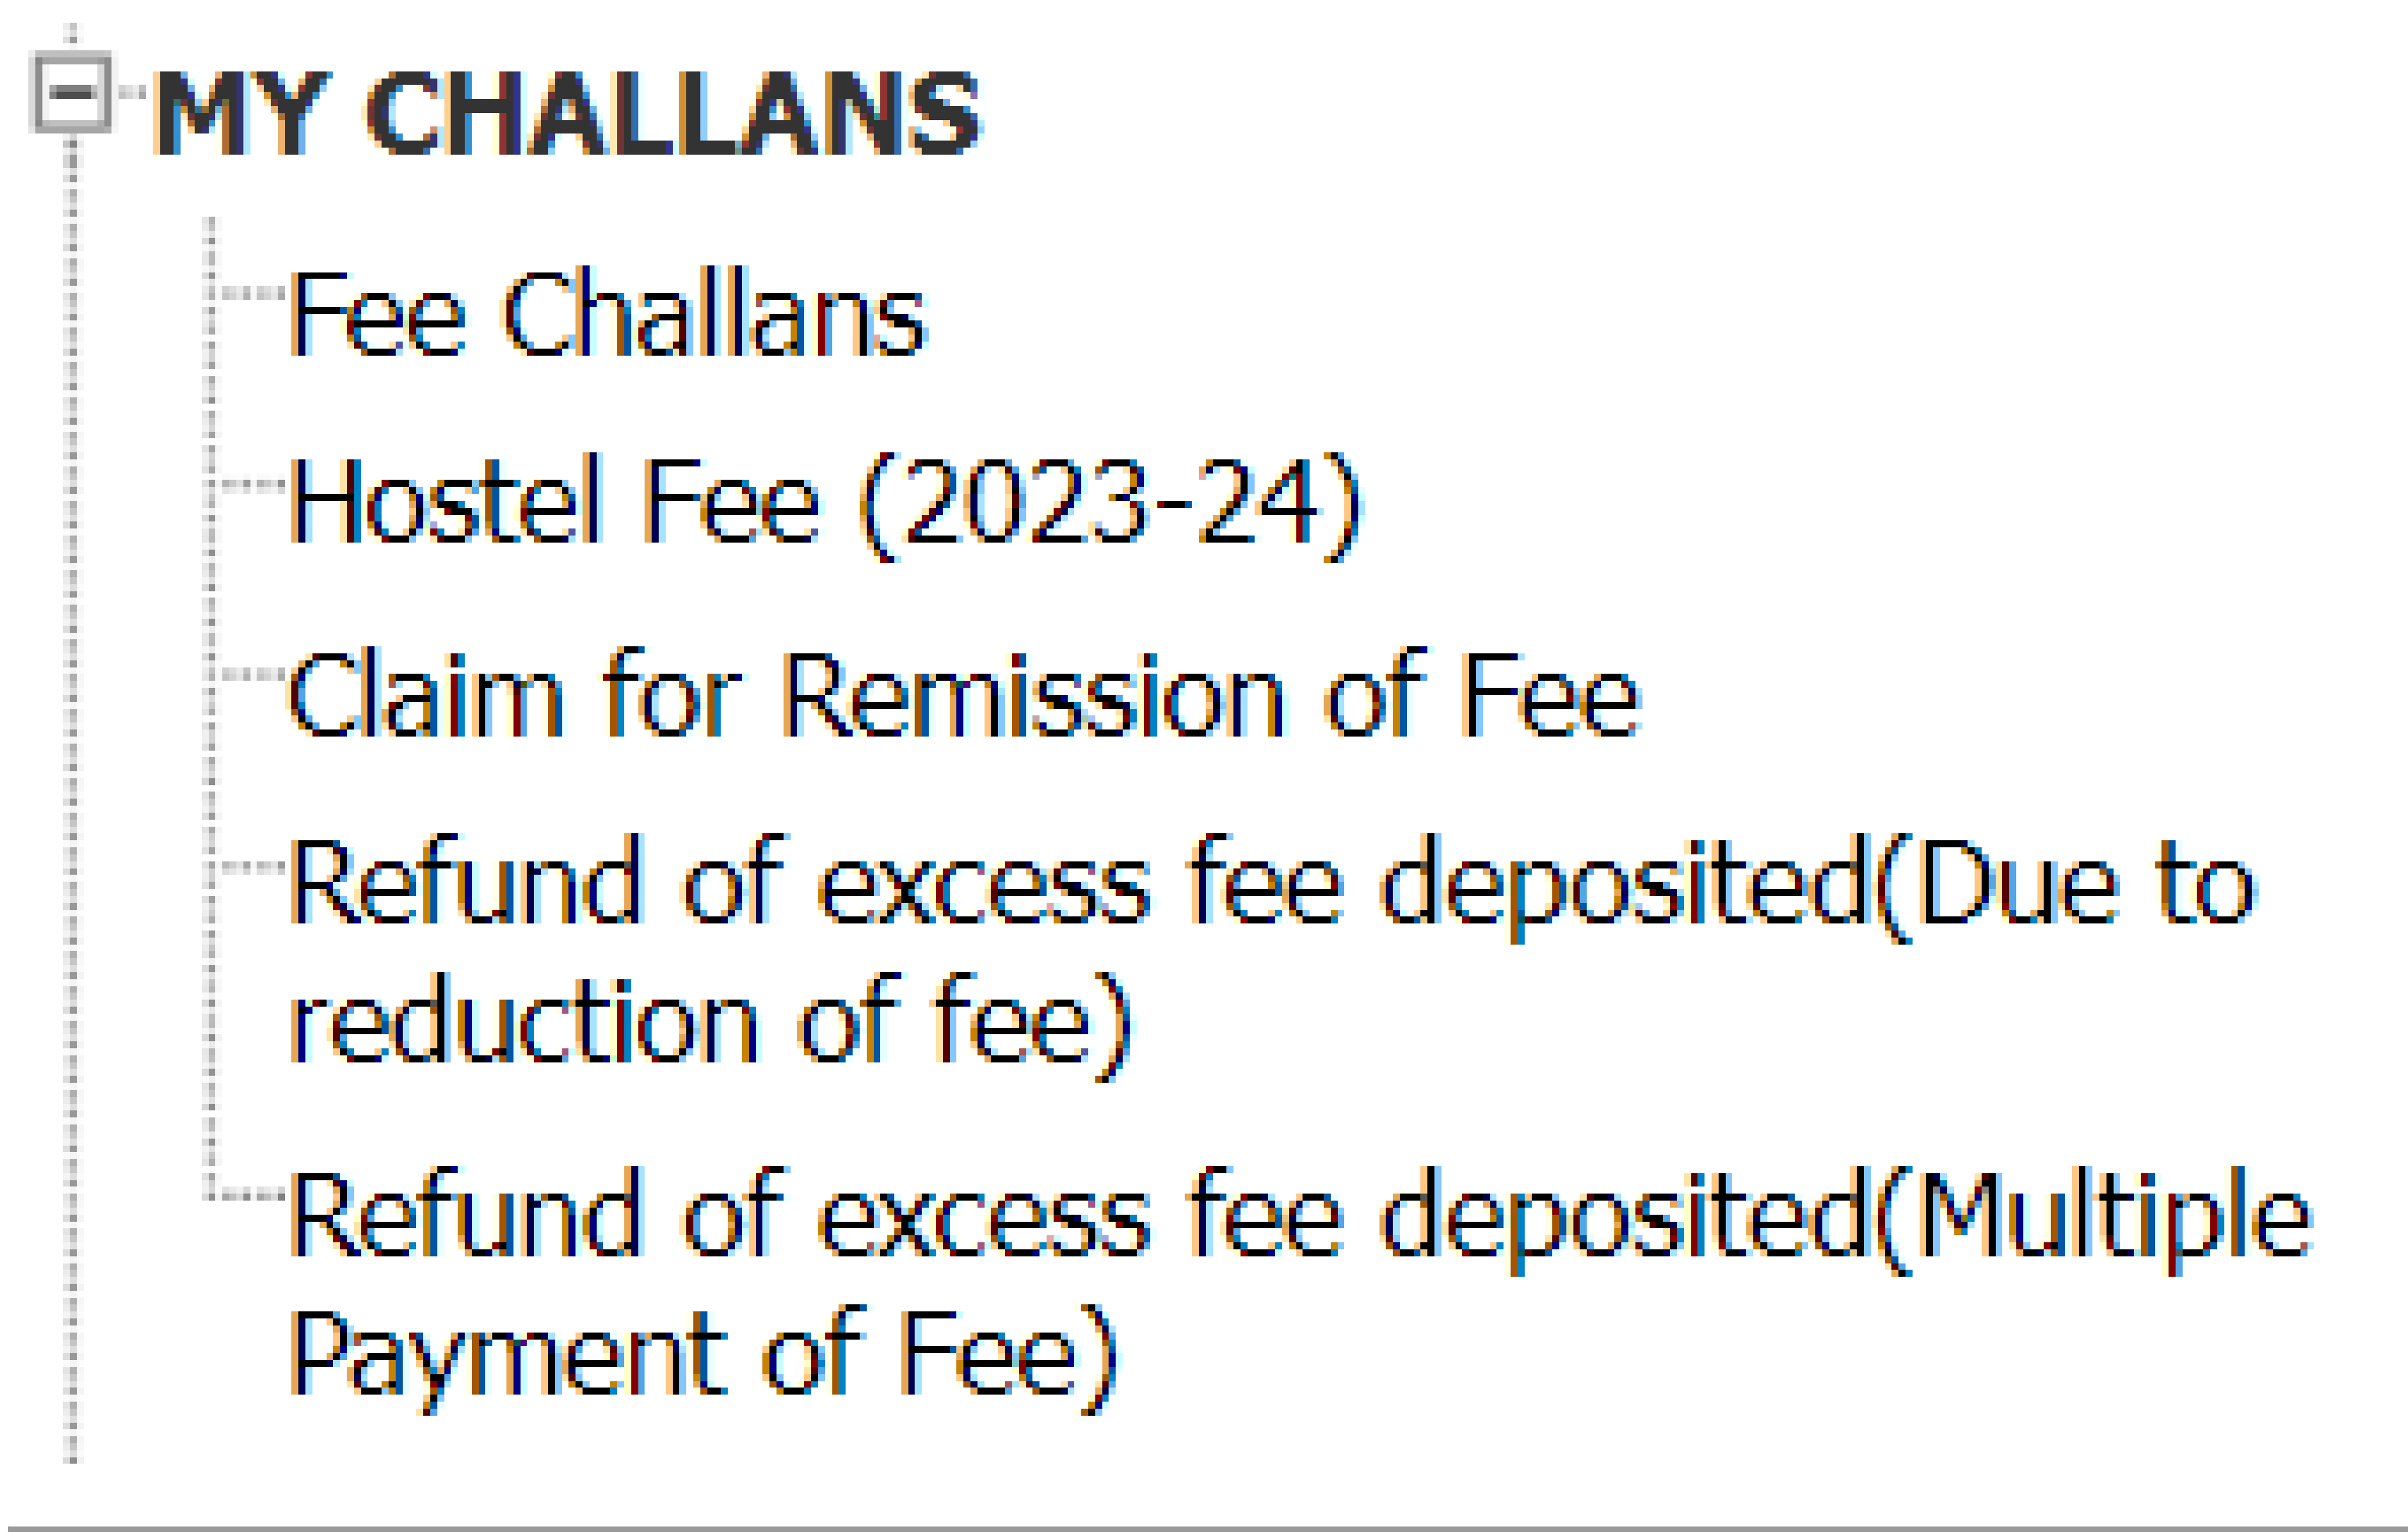 MY CHALLANS
Fee Challans
Hostel Fee (2023-24)
Claim for Remission of Fee
Refund of excess fee deposited(Due to
reduction of fee)
Refund of excess fee deposited(Multiple
Payment of Fee)